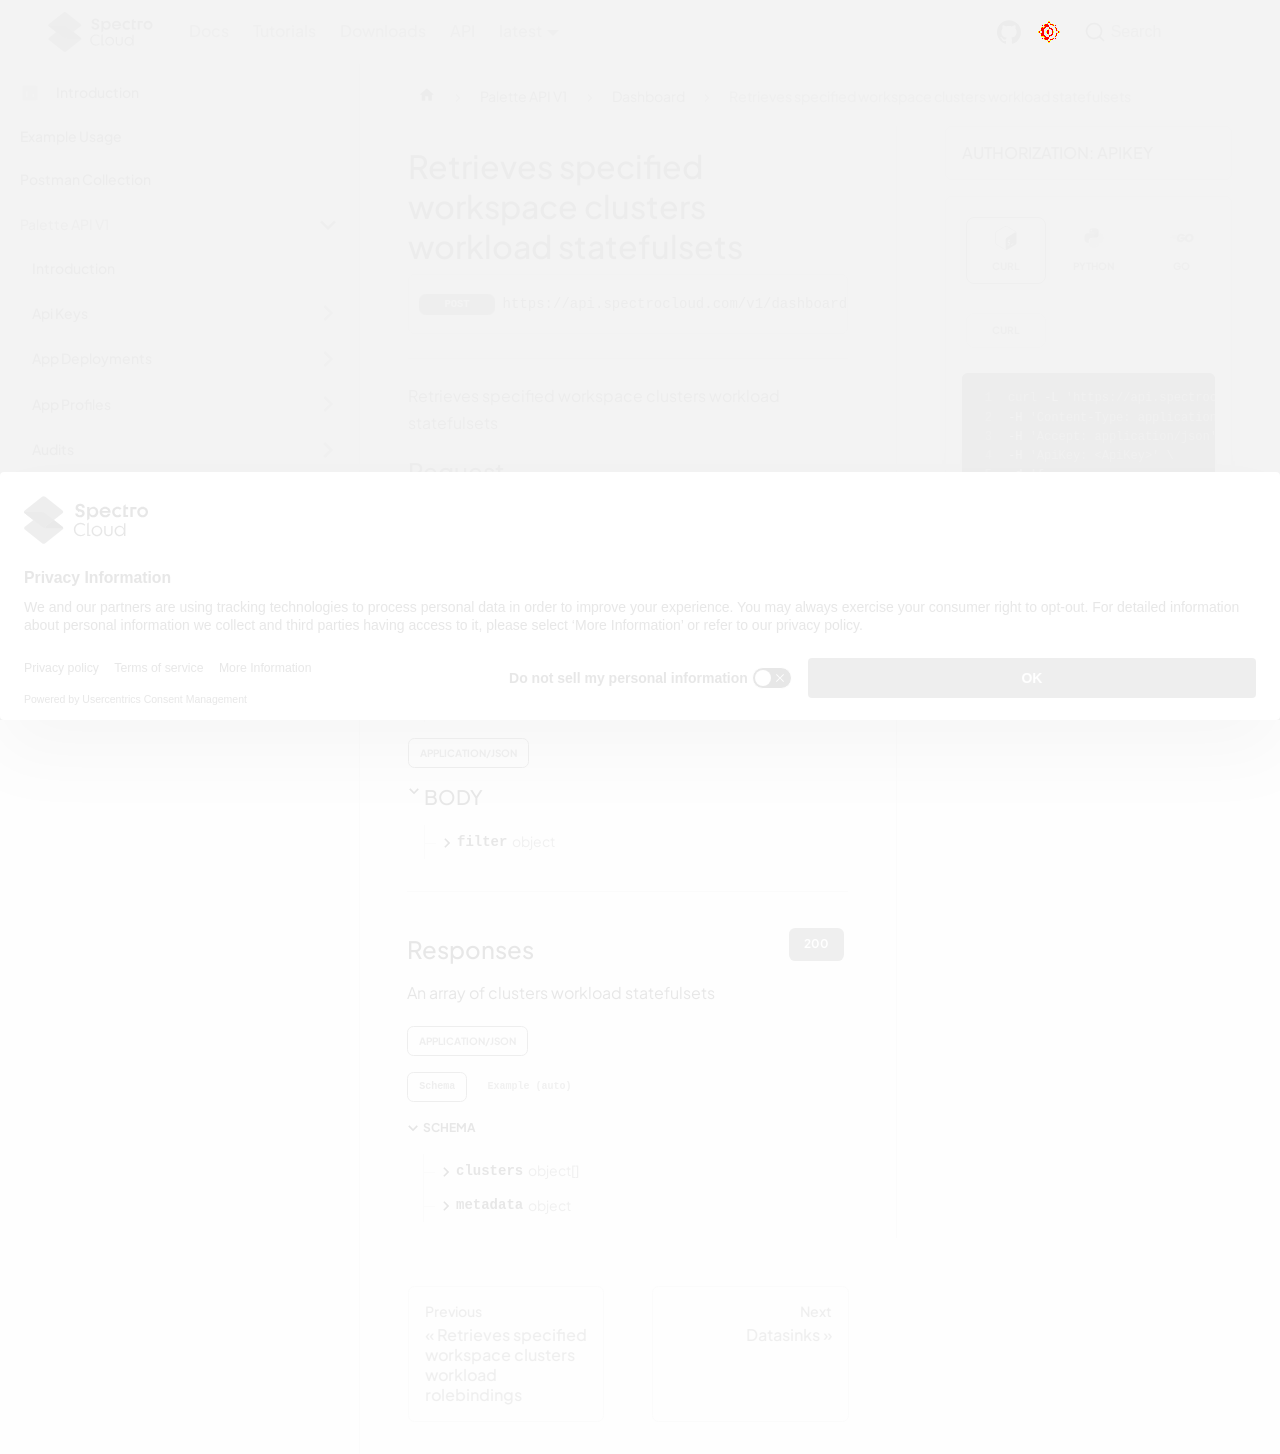 Spectro Cloud
Docs Tutorials Downloads API latest
Search
Introduction
Example Usage
Postman Collection
Palette API V1
Introduction
Api Keys
App Deployments
App Profiles
Audits
Palette API V1 Dashboard Retrieves specified workspace clusters workload statefulsets
Retrieves specified
workspace clusters
workload statefulsets
POST https://api.spectrocloud.com/v1/dashboard
Retrieves specified workspace clusters workload
statefulsets
Request
AUTHORIZATION: APIKEY
CURL PYTHON GO
CURL
Spectro Cloud
Privacy Information
We and our partners are using tracking technologies to process personal data in order to improve your experience. You may always exercise your consumer right to opt-out. For detailed information
about personal information we collect and third parties having access to it, please select ‘More Information’ or refer to our privacy policy.
Privacy policy Terms of service More Information
Do not sell my personal information
OK
Powered by Usercentrics Consent Management
APPLICATION/JSON
BODY
filter object
Responses
200
An array of clusters workload statefulsets
APPLICATION/JSON
Schema Example (auto)
SCHEMA
clusters object[]
metadata object
Previous
« Retrieves specified
workspace clusters
workload
rolebindings
Next
Datasinks »